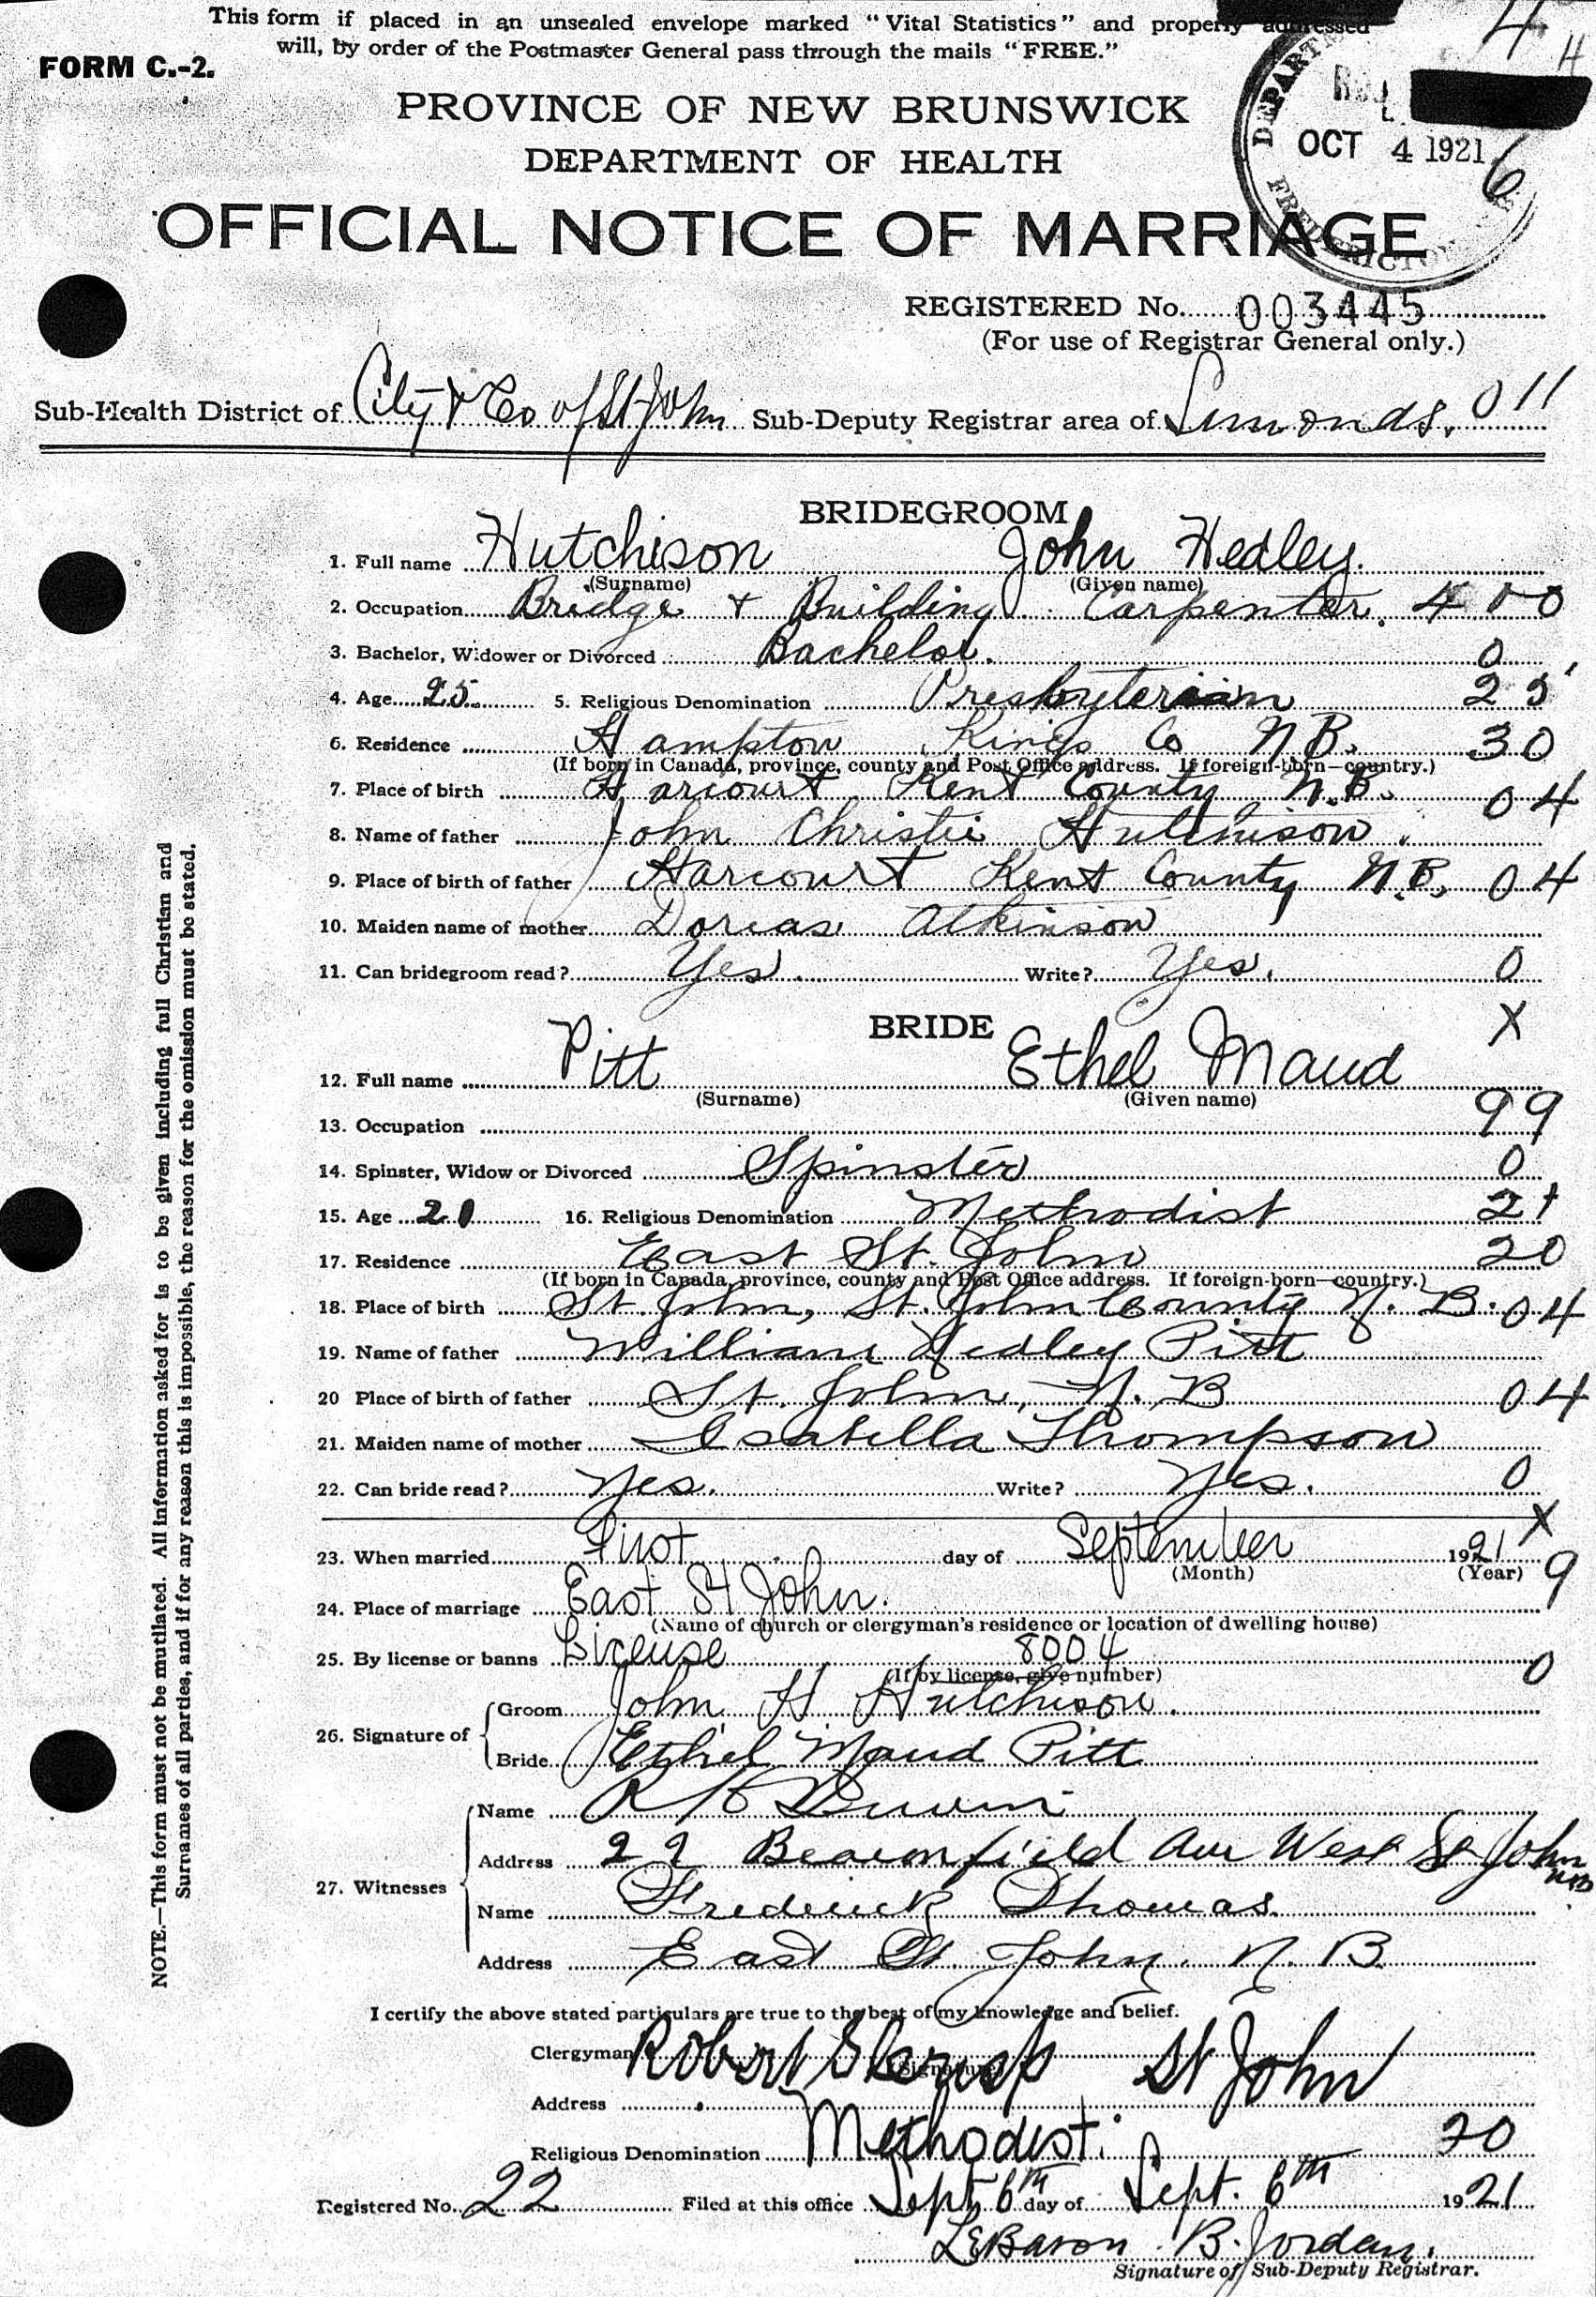 This form if placed in an unsealed envelope marked "Vital Statistics" and properly addressed
will, by order of the Postmaster General pass through the mails "FREE."
4
H
FORM C.-2.
PROVINCE OF NEW BRUNSWICK
DEPARTMENT OF HEALTH
OCT 4 1921
6
FREDERICTON
OFFICIAL NOTICE OF MARRIAGE
REGISTERED No. 003445
(For use of Registrar General only.)
Sub-Health District of City & Co of St John Sub-Deputy Registrar area of Simonds. 011
BRIDEGROOM
1. Full name Hutchison John Hedley.
(Surname) (Given name)
2. Occupation Bridge & Building Carpenter. 400
3. Bachelor, Widower or Divorced Bachelor. 0
4. Age 25 5. Religious Denomination Presbyterian 25
6. Residence Hampton Kings Co N.B. 30
(If born in Canada, province, county and Post Office address. If foreign-born—country.)
7. Place of birth Harcourt Kent County N.B. 04
8. Name of father John Christie Hutchison.
9. Place of birth of father Harcourt Kent County N.B. 04
10. Maiden name of mother Dorcas Atkinson
11. Can bridegroom read? Yes. Write? Yes. 0
BRIDE X
12. Full name Pitt Ethel Maud
(Surname) (Given name)
13. Occupation 99
14. Spinster, Widow or Divorced Spinster 0
15. Age 21 16. Religious Denomination Methodist 21
17. Residence East St. John 20
(If born in Canada, province, county and Post Office address. If foreign-born—country.)
18. Place of birth St. John, St. John County N. B. 04
19. Name of father William Hedley Pitt
20 Place of birth of father St. John, N. B 04
21. Maiden name of mother Isabella Thompson
22. Can bride read? Yes. Write? Yes. 0
X
23. When married First day of September 1921
(Month) (Year) 9
24. Place of marriage East St John.
(Name of church or clergyman's residence or location of dwelling house)
25. By license or banns License 8004 0
(If by license, give number)
26. Signature of Groom John H Hutchison.
Bride Ethel Maud Pitt
27. Witnesses Name R H
Address 22 Beaconfield Ave West St John NB
Name Frederick Thomas
Address East St. John. N. B
I certify the above stated particulars are true to the best of my knowledge and belief.
Clergyman Robert St John
(Signature)
Address
Religious Denomination Methodist. 20
Registered No. 22 Filed at this office Sept 6th day of Sept. 6th 1921
LeBaron B. Jordan.
Signature of Sub-Deputy Registrar.
NOTE.—This form must not be mutilated. All information asked for is to be given including full Christian and
Surnames of all parties, and if for any reason this is impossible, the reason for the omission must be stated.